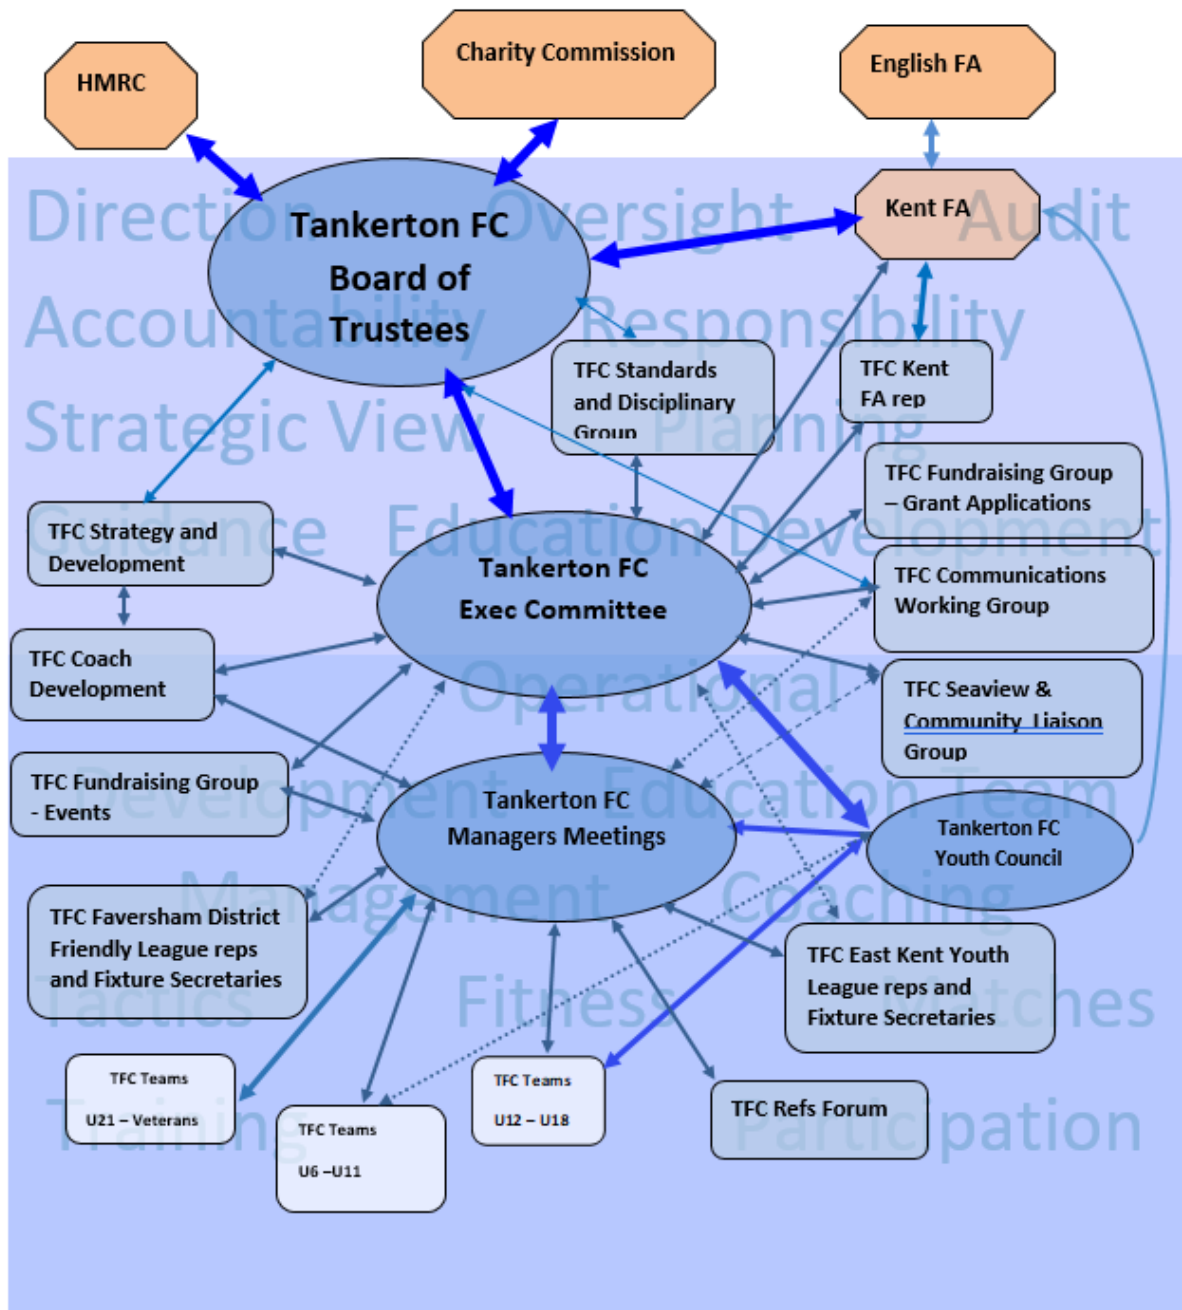 HMRC
Charity Commission
English FA
Direction
Oversight
Audit
Tankerton FC
Board of
Trustees
Kent FA
Accountability
Responsibility
TFC Standards
and Disciplinary
Group
TFC Kent
FA rep
Strategic View
Planning
TFC Fundraising Group
– Grant Applications
TFC Strategy and
Development
Guidance
Education Development
Tankerton FC
Exec Committee
TFC Communications
Working Group
TFC Coach
Development
Operational
TFC Seaview &
Community Liaison
Group
TFC Fundraising Group
- Events
Development
Education Team
Tankerton FC
Managers Meetings
Tankerton FC
Youth Council
Management
Coaching
TFC Faversham District
Friendly League reps
and Fixture Secretaries
TFC East Kent Youth
League reps and
Fixture Secretaries
Tactics
Fitness
Matches
TFC Teams
U21 – Veterans
TFC Teams
U6 –U11
TFC Teams
U12 – U18
TFC Refs Forum
Training
Participation